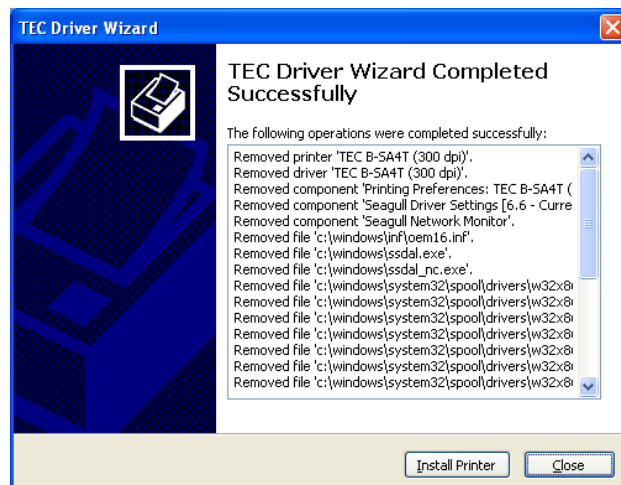 TEC Driver Wizard
TEC Driver Wizard Completed
Successfully
The following operations were completed successfully:
Removed printer 'TEC B-SA4T (300 dpi)'.
Removed driver 'TEC B-SA4T (300 dpi)'.
Removed component 'Printing Preferences: TEC B-SA4T (
Removed component 'Seagull Driver Settings [6.6 - Curre
Removed component 'Seagull Network Monitor'.
Removed file 'c:\windows\inf\oem16.inf'.
Removed file 'c:\windows\ssdal.exe'.
Removed file 'c:\windows\ssdal_nc.exe'.
Removed file 'c:\windows\system32\spool\drivers\w32x8
Removed file 'c:\windows\system32\spool\drivers\w32x8
Removed file 'c:\windows\system32\spool\drivers\w32x8
Removed file 'c:\windows\system32\spool\drivers\w32x8
Removed file 'c:\windows\system32\spool\drivers\w32x8
Removed file 'c:\windows\system32\spool\drivers\w32x8
Removed file 'c:\windows\system32\spool\drivers\w32x8
Install Printer
Close